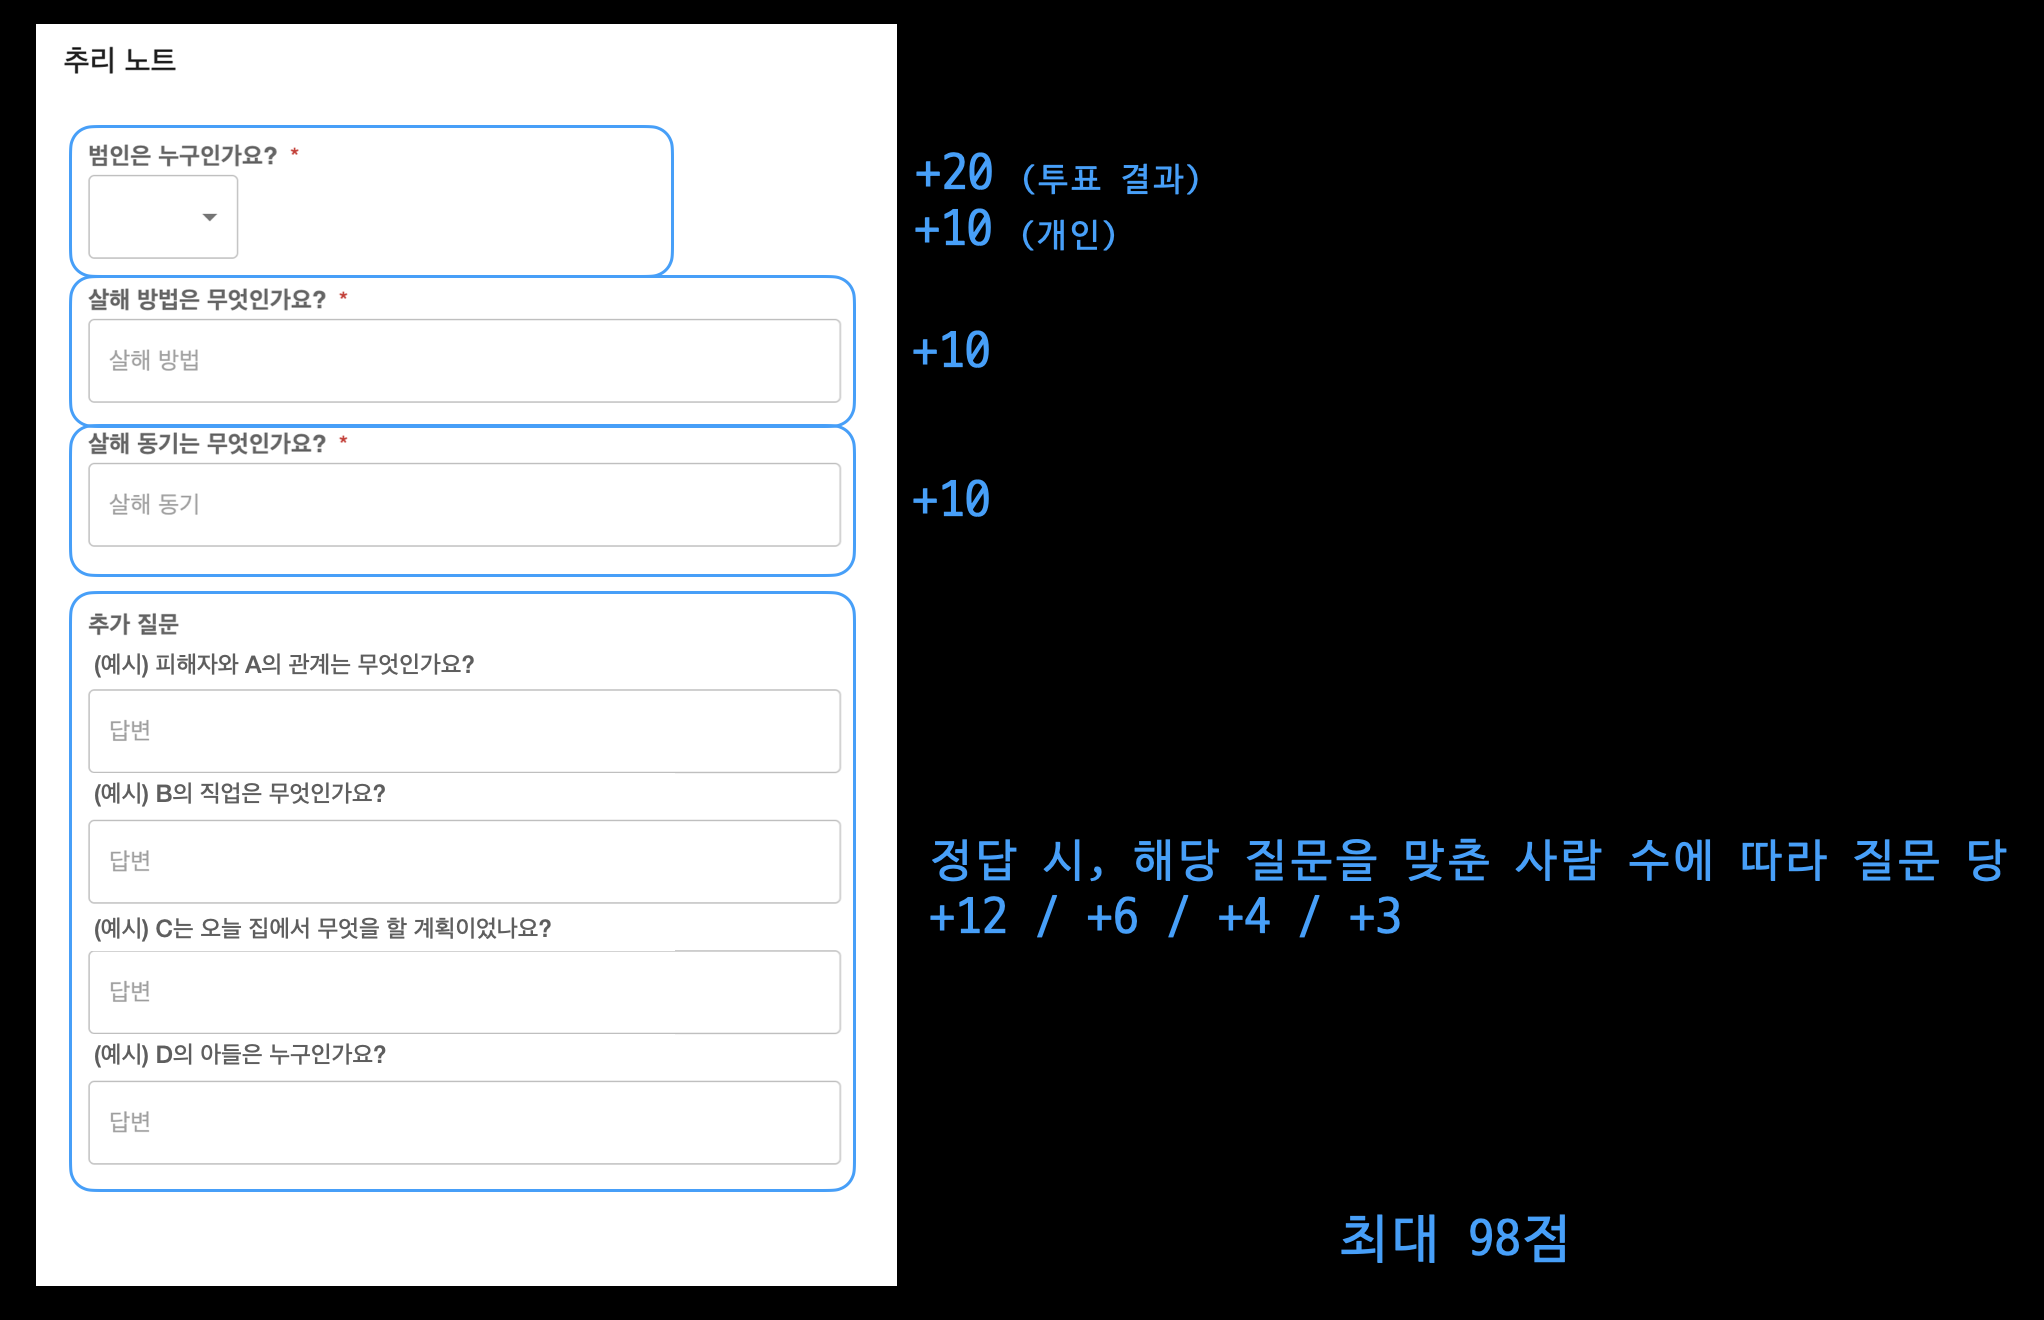 추리 노트
범인은 누구인가요? *
+20 (투표 결과)
+10 (개인)
살해 방법은 무엇인가요? *
살해 방법
+10
살해 동기는 무엇인가요? *
살해 동기
+10
추가 질문
(예시) 피해자와 A의 관계는 무엇인가요?
답변
(예시) B의 직업은 무엇인가요?
답변
(예시) C는 오늘 집에서 무엇을 할 계획이었나요?
답변
(예시) D의 아들은 누구인가요?
답변
정답 시, 해당 질문을 맞춘 사람 수에 따라 질문 당
+12 / +6 / +4 / +3
최대 98점